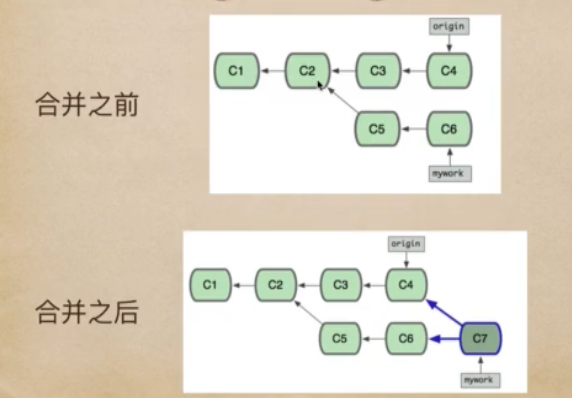 origin
C1 C2 C3 C4
合并之前
C5 C6
mywork
origin
C1 C2 C3 C4
合并之后
C5 C6 C7
mywork